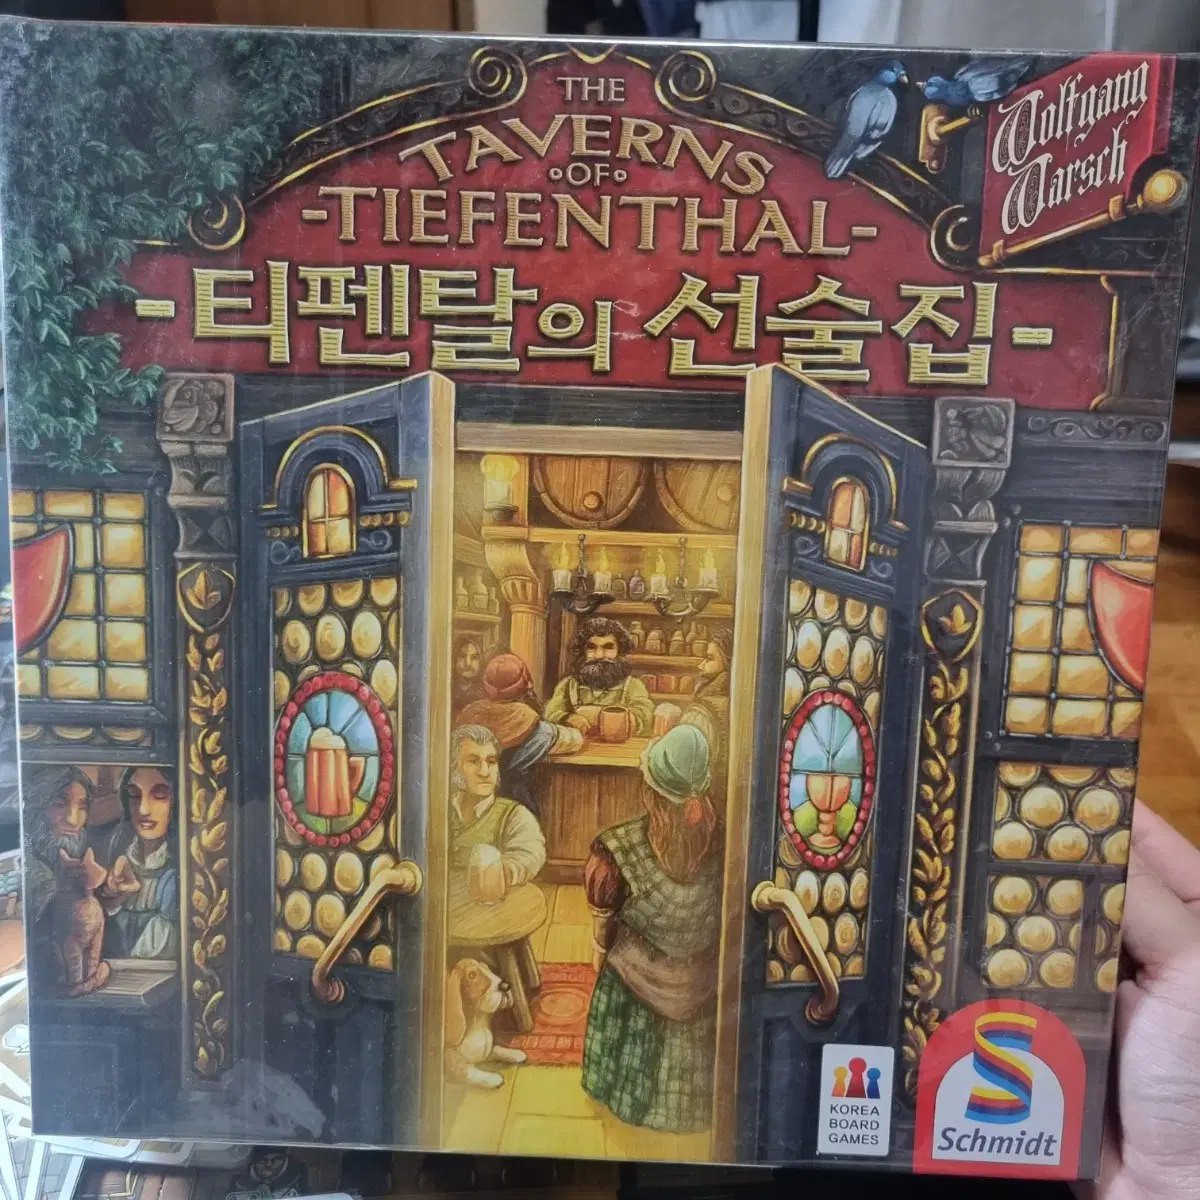 THE
TAVERNS
OF
-TIEFENTHAL-
-티펜탈의 선술집-
Wolfgang
Warsch
KOREA
BOARD
GAMES
Schmidt